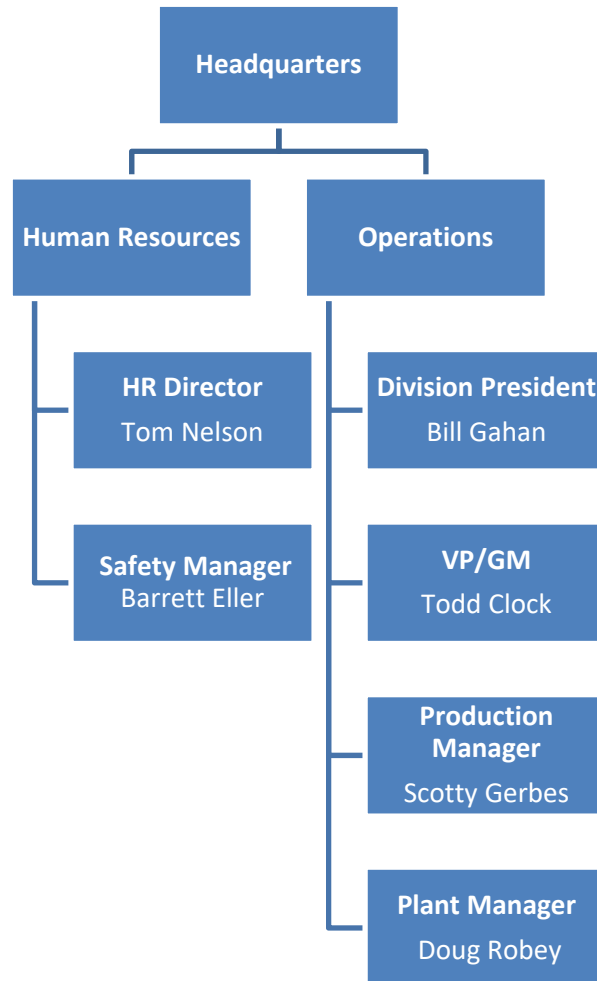 Headquarters
Human Resources
Operations
HR Director
Tom Nelson
Safety Manager
Barrett Eller
Division President
Bill Gahan
VP/GM
Todd Clock
Production
Manager
Scotty Gerbes
Plant Manager
Doug Robey